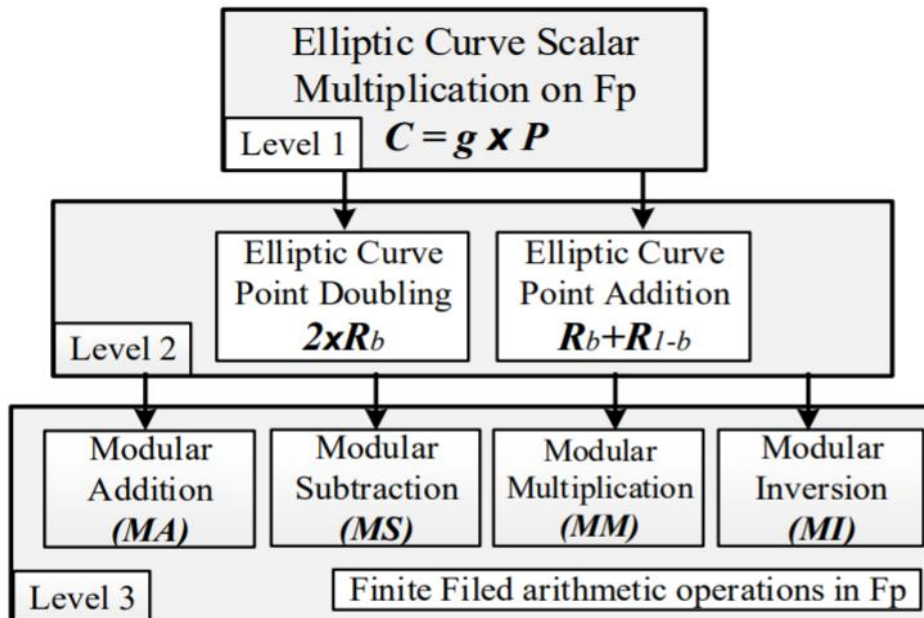 Elliptic Curve Scalar
Multiplication on Fp
C = g x P
Level 1
Elliptic Curve
Point Doubling
2xRb
Elliptic Curve
Point Addition
Rb+R1-b
Level 2
Modular
Addition
(MA)
Modular
Subtraction
(MS)
Modular
Multiplication
(MM)
Modular
Inversion
(MI)
Level 3
Finite Filed arithmetic operations in Fp